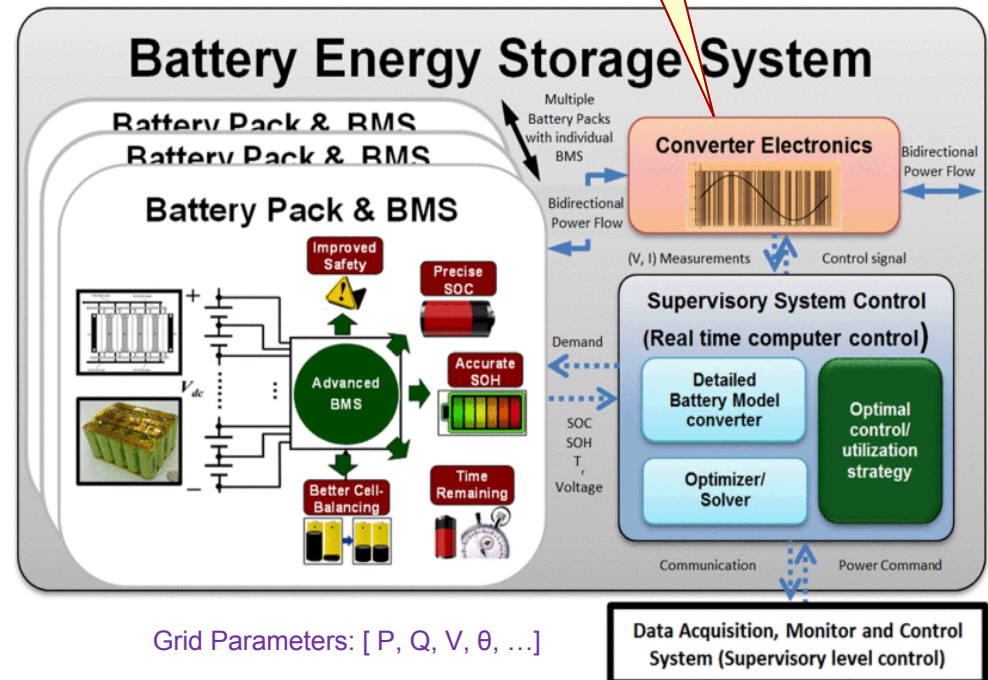 Battery Energy Storage System
Battery Pack & BMS
Battery Pack & BMS
Battery Pack & BMS
Multiple
Battery Packs
with individual
BMS
Bidirectional
Power Flow
Converter Electronics
Bidirectional
Power Flow
(V, I) Measurements
Control signal
Improved
Safety
Precise
SOC
Accurate
SOH
Time
Remaining
Better Cell-
Balancing
Advanced
BMS
+
V dc
−
Demand
SOC
SOH
T r
Voltage
Supervisory System Control
(Real time computer control)
Detailed
Battery Model
converter
Optimizer/
Solver
Optimal
control/
utilization
strategy
Communication
Power Command
Grid Parameters: [ P, Q, V, θ, …]
Data Acquisition, Monitor and Control
System (Supervisory level control)